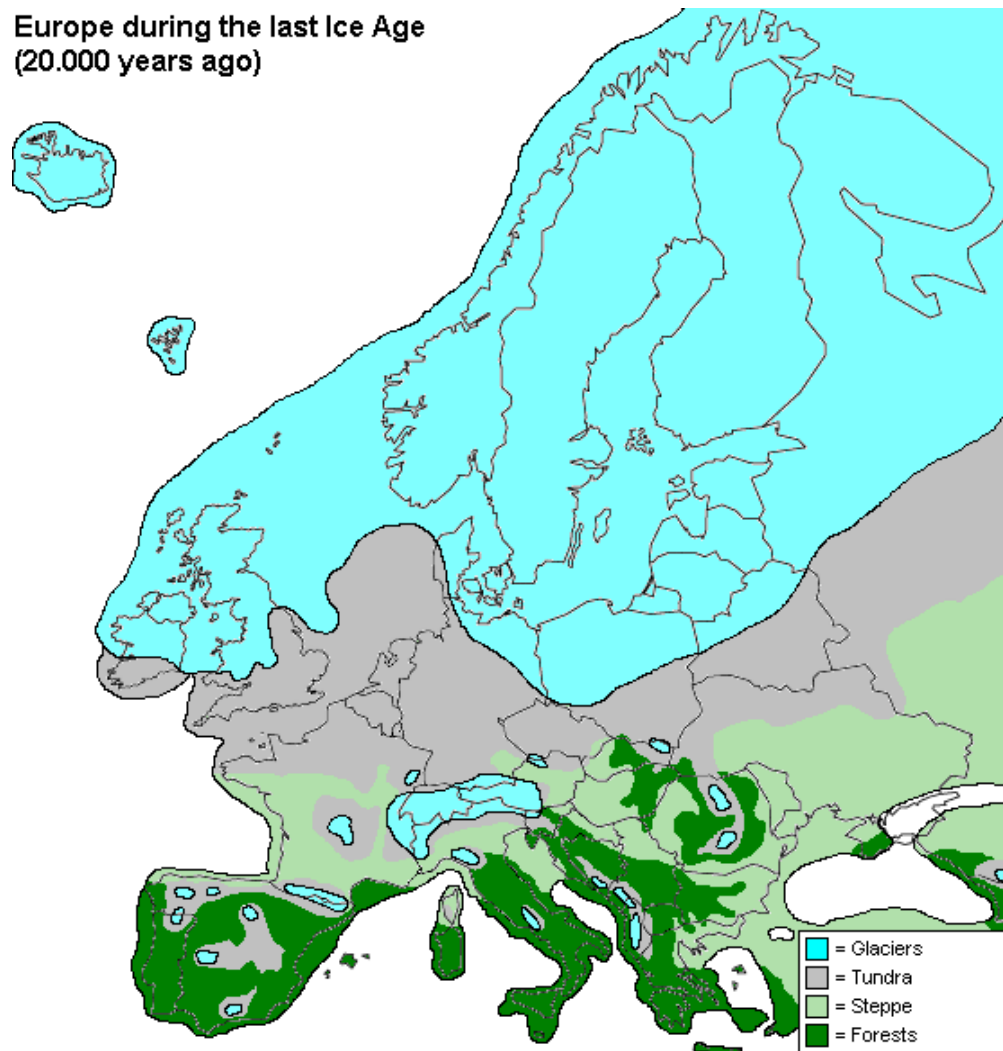 Europe during the last Ice Age
(20.000 years ago)
= Glaciers
= Tundra
= Steppe
= Forests